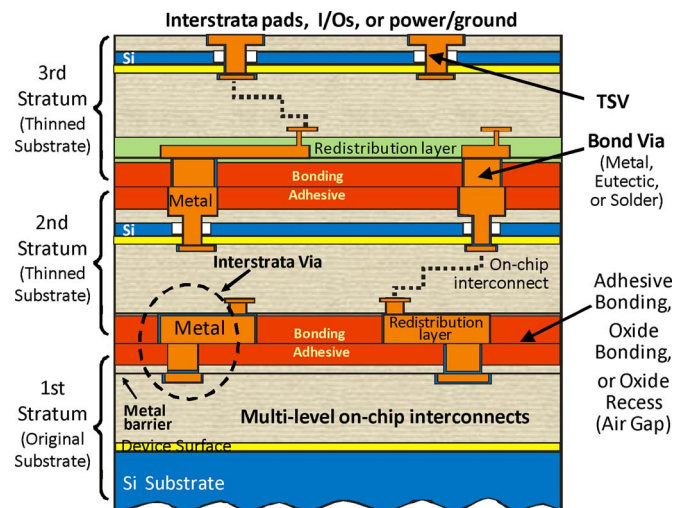 Interstrata pads, I/Os, or power/ground
3rd
Stratum
(Thinned
Substrate)
Si
TSV
Redistribution layer
Bond Via
(Metal,
Eutectic,
or Solder)
Bonding
Adhesive
Metal
2nd
Stratum
(Thinned
Substrate)
Si
Interstrata Via
On-chip
interconnect
Metal
Redistribution
layer
Bonding
Adhesive
Adhesive
Bonding,
Oxide
Bonding,
or Oxide
Recess
(Air Gap)
1st
Stratum
(Original
Substrate)
Metal
barrier
Multi-level on-chip interconnects
Device Surface
Si Substrate